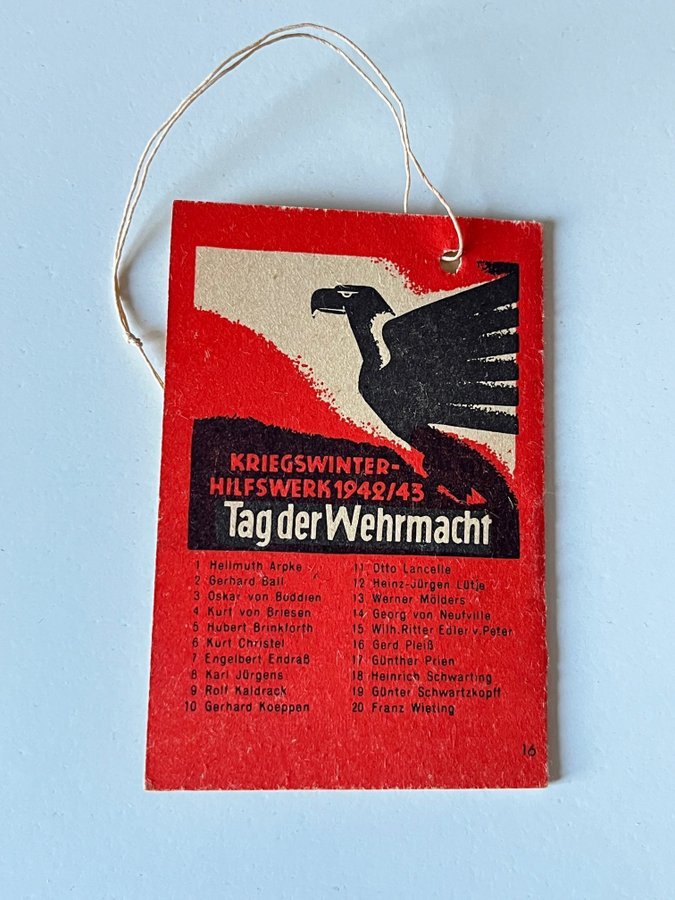 KRIEGSWINTER-
HILFSWERK 1942/43
Tag der Wehrmacht
1 Hellmuth Arpke
2 Gerhard Ball
3 Oskar von Buddien
4 Kurt von Briesen
5 Hubert Brinkforth
6 Kurt Christel
7 Engelbert Endraß
8 Karl Jürgens
9 Rolf Kaldrack
10 Gerhard Koeppen
11 Otto Lancelle
12 Heinz-Jürgen Lütje
13 Werner Mölders
14 Georg von Neufville
15 Wilh. Ritter Edler v. Peter
16 Gerd Pleiß
17 Günther Prien
18 Heinrich Schwarting
19 Günter Schwartzkopff
20 Franz Wieting
16